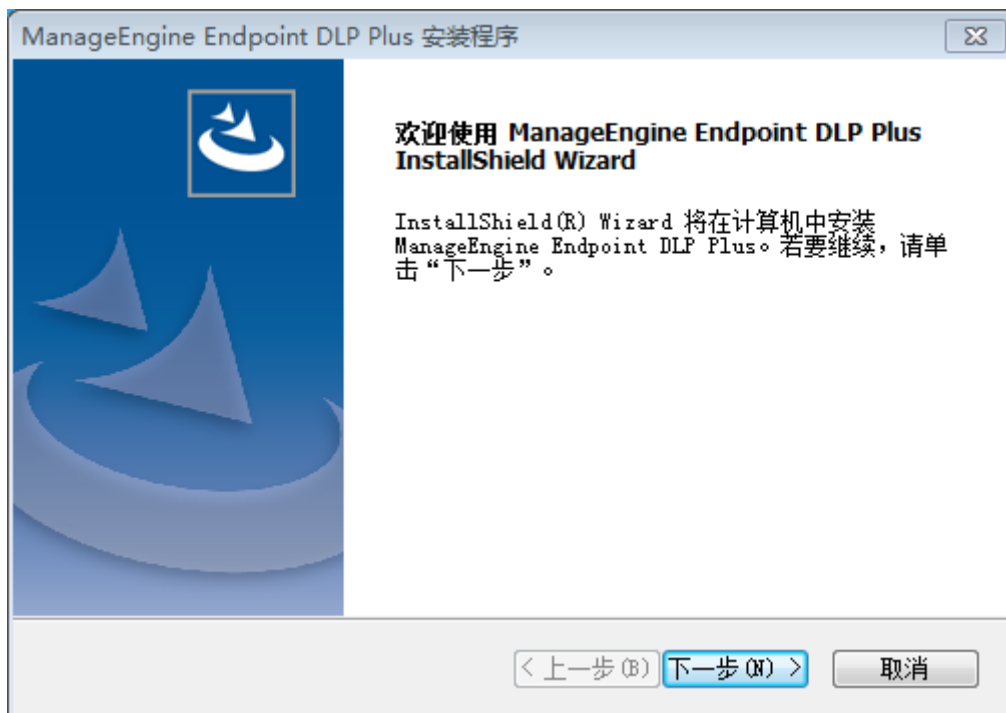 ManageEngine Endpoint DLP Plus 安装程序
欢迎使用 ManageEngine Endpoint DLP Plus
InstallShield Wizard
InstallShield(R) Wizard 将在计算机中安装
ManageEngine Endpoint DLP Plus。若要继续，请单
击“下一步”。
< 上一步(B) 下一步(N) > 取消